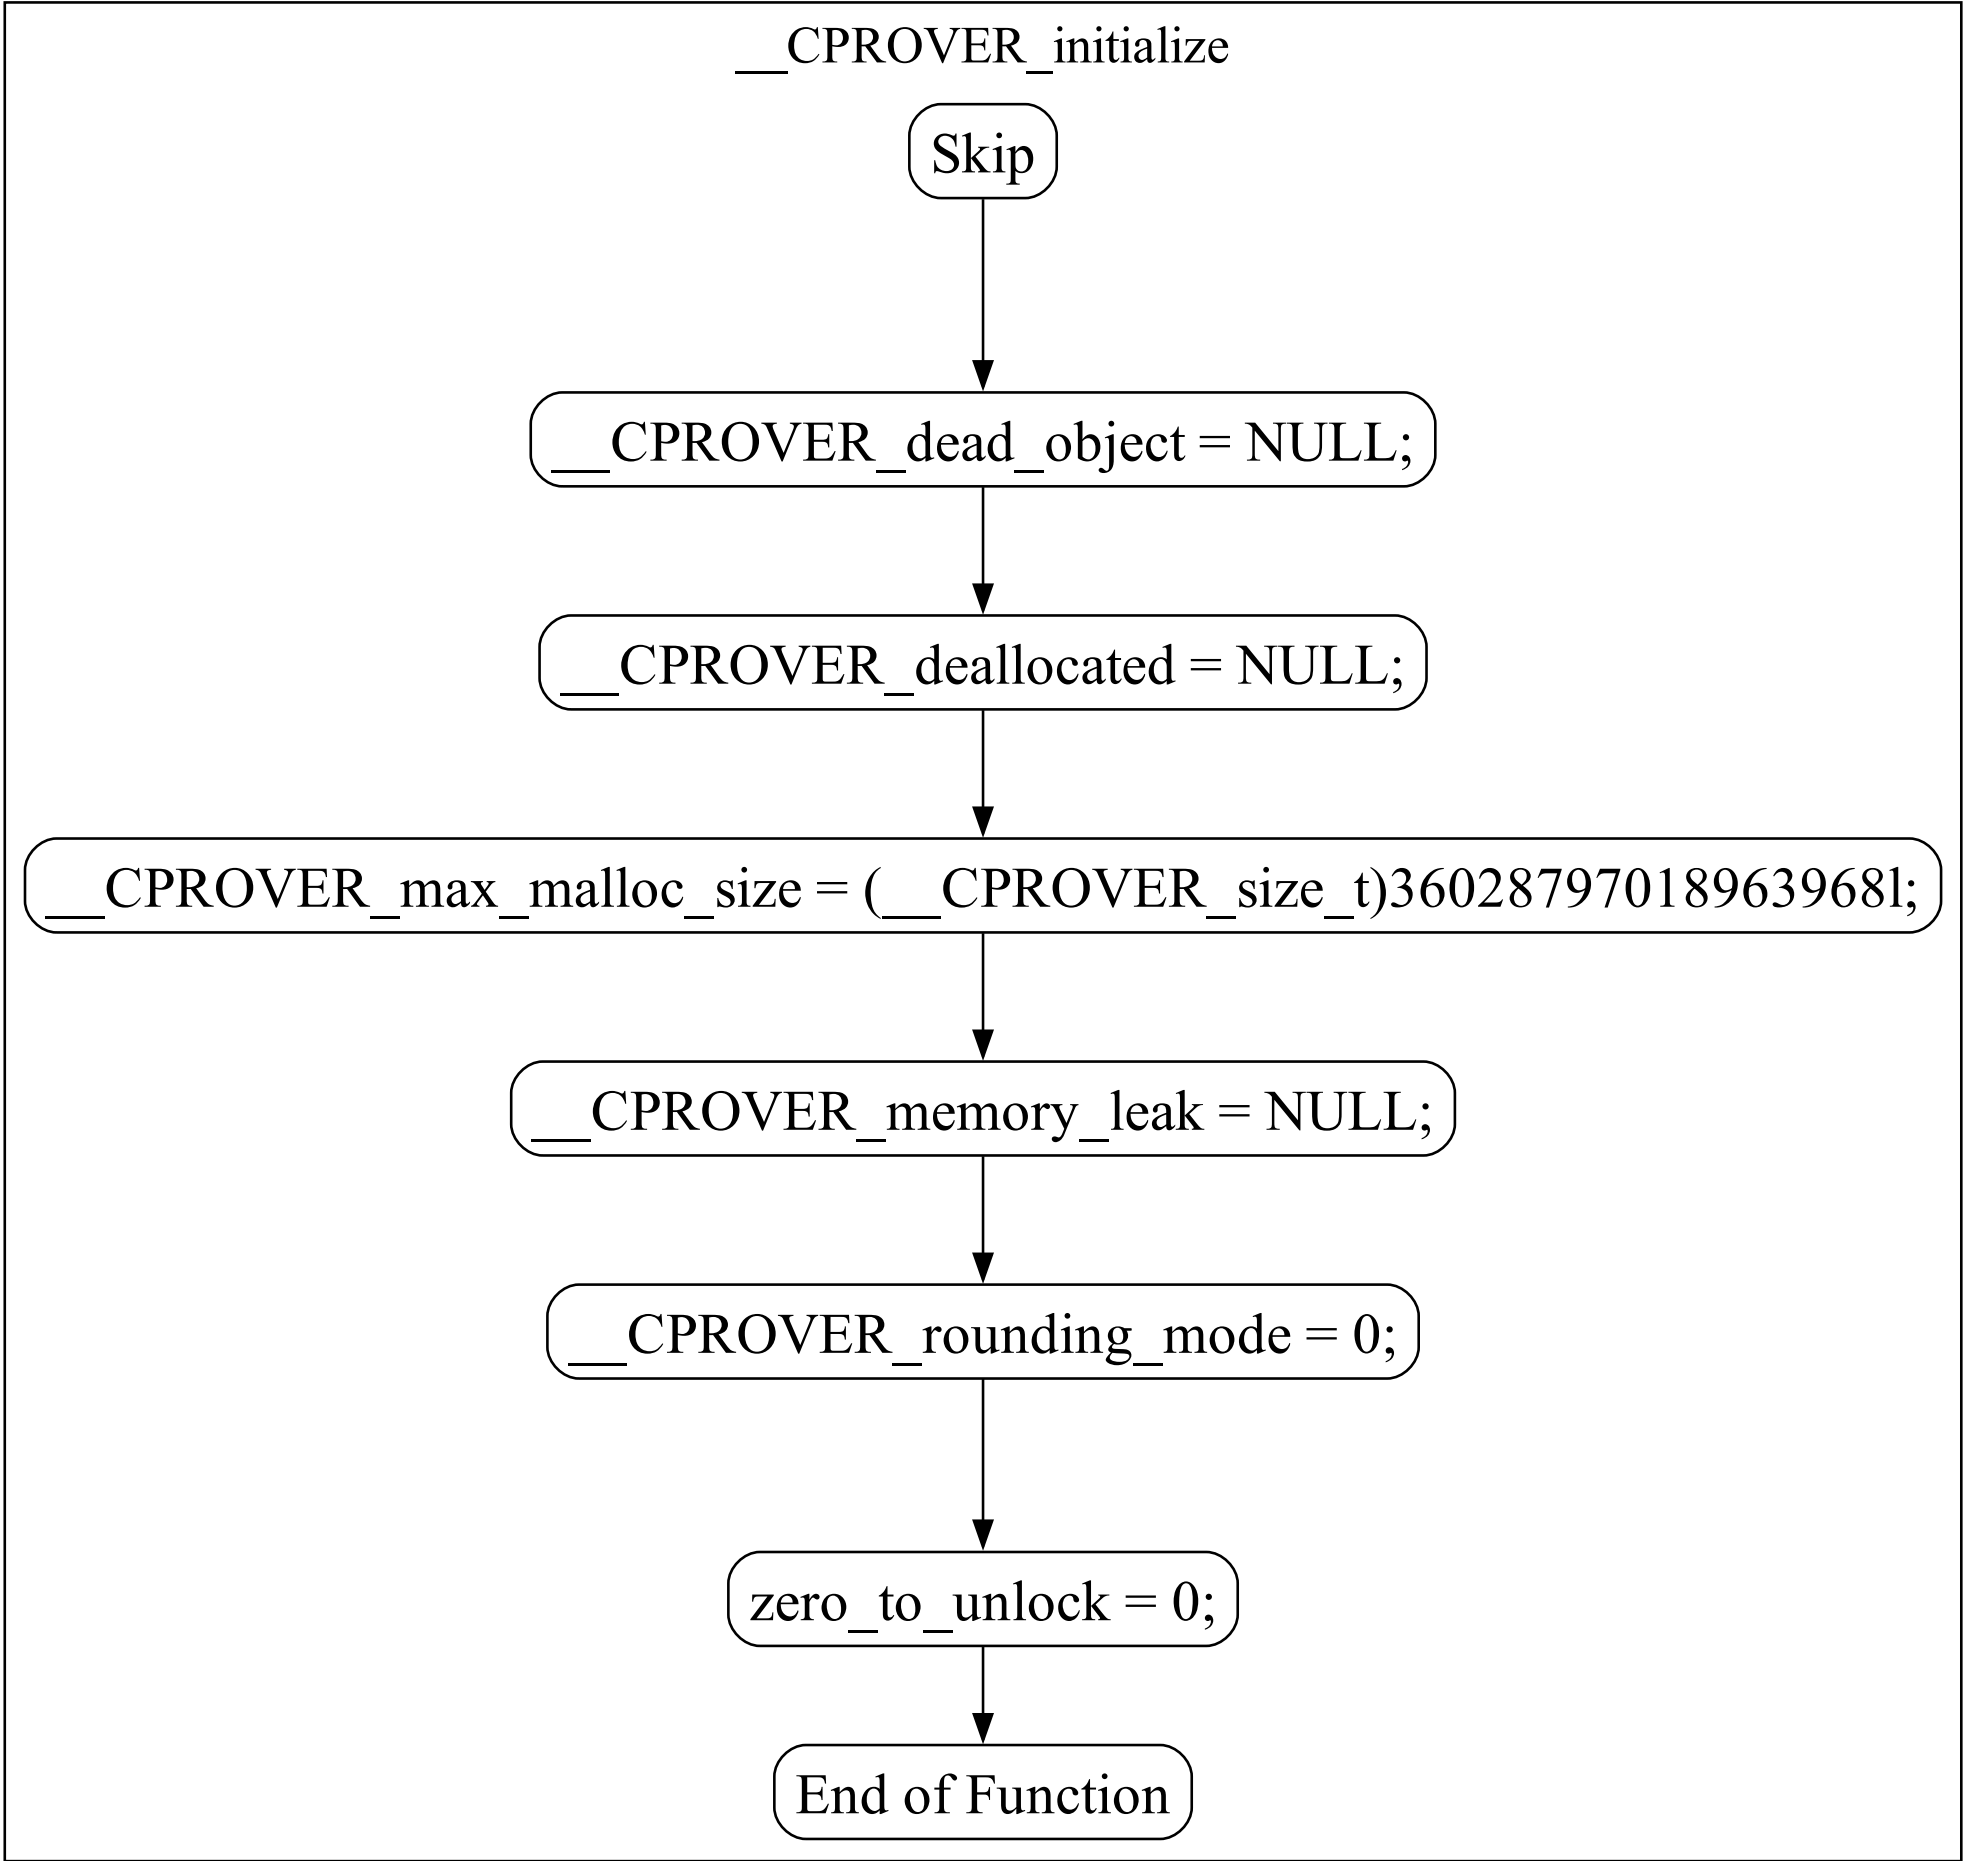 __CPROVER_initialize
Skip
__CPROVER_dead_object = NULL;
__CPROVER_deallocated = NULL;
__CPROVER_max_malloc_size = (__CPROVER_size_t)36028797018963968l;
__CPROVER_memory_leak = NULL;
__CPROVER_rounding_mode = 0;
zero_to_unlock = 0;
End of Function